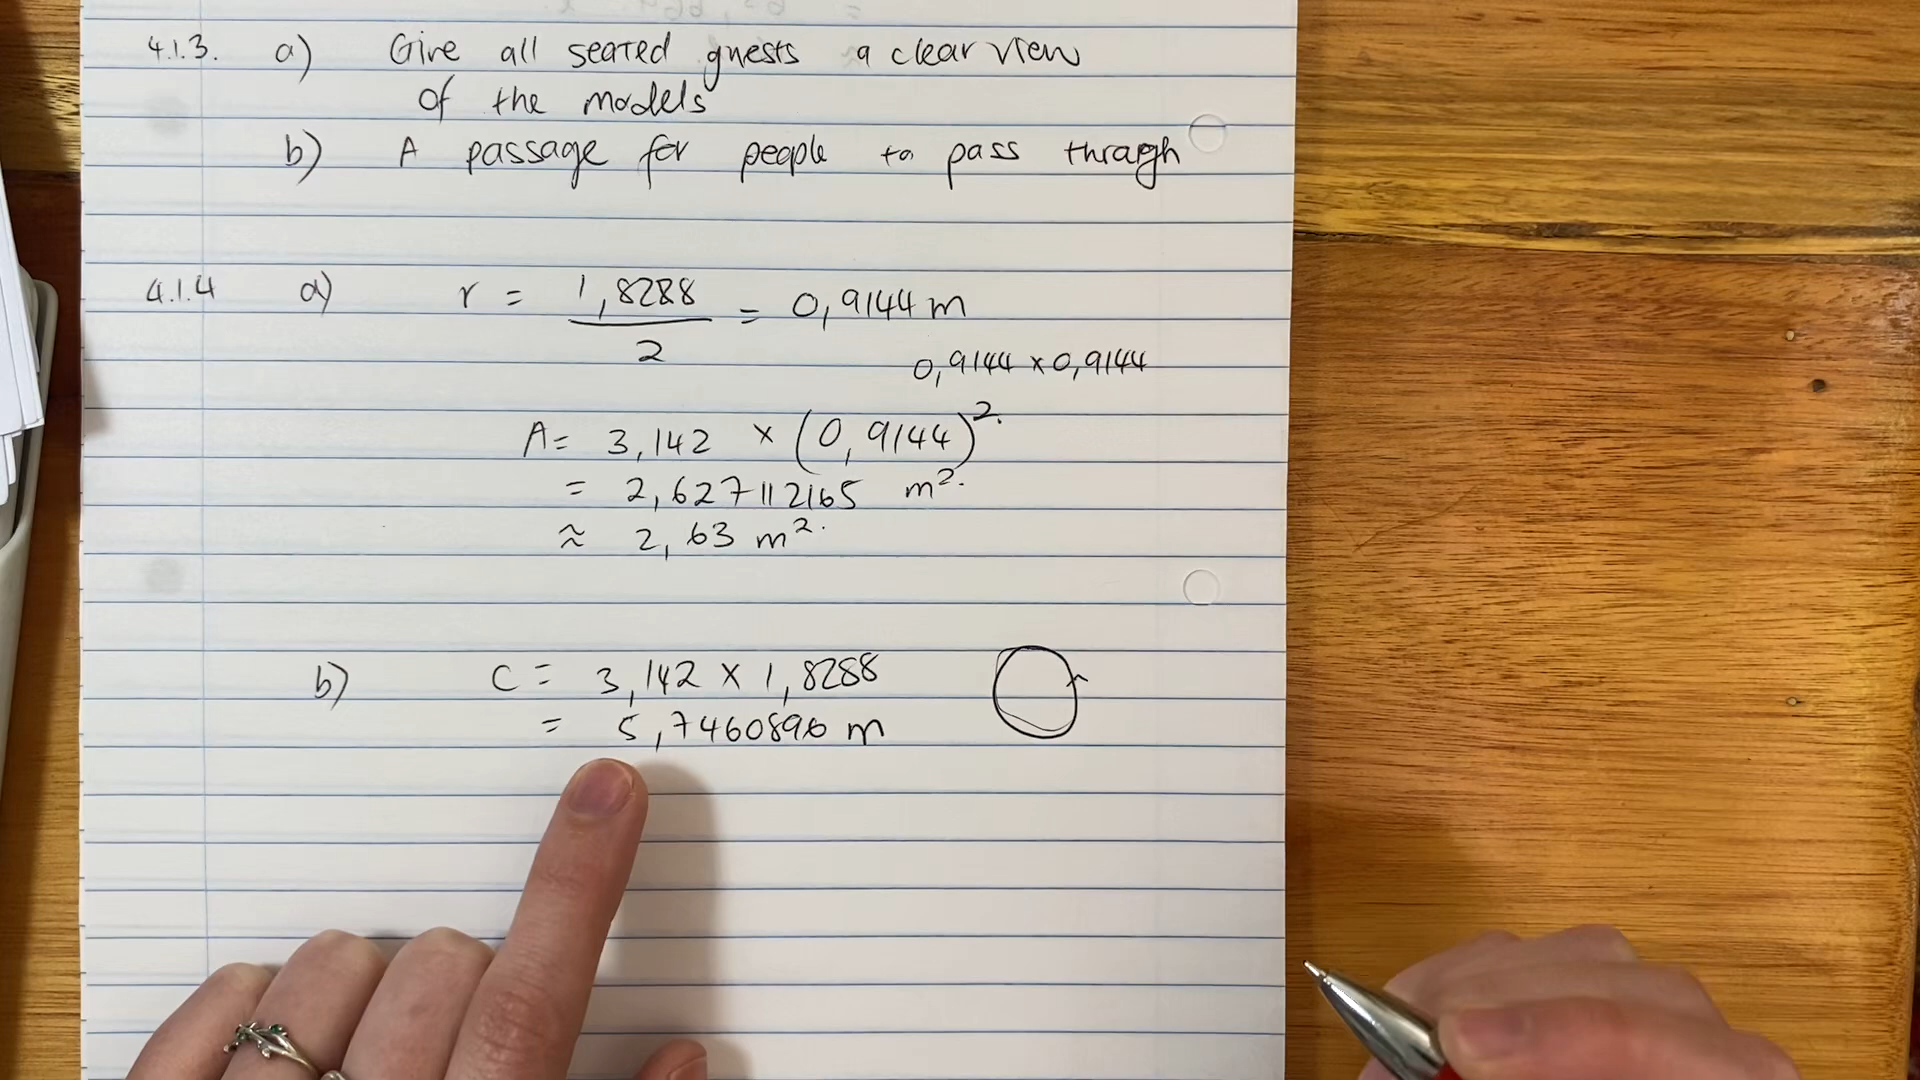 4.1.3. a) Give all seated guests a clear view
of the models
b) A passage for people to pass through
4.1.4 a) r = 1,8288 / 2 = 0,9144 m
0,9144 x 0,9144
A = 3,142 x (0,9144)².
= 2,627112165 m².
≈ 2,63 m².
b) C = 3,142 x 1,8288
= 5,7460896 m